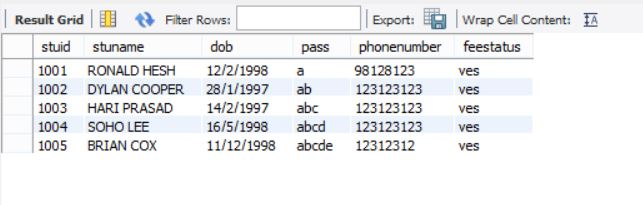 Result Grid Filter Rows: Export: Wrap Cell Content: IA
stuid stuname dob pass phonenumber feestatus
1001 RONALD HESH 12/2/1998 a 98128123 yes
1002 DYLAN COOPER 28/1/1997 ab 123123123 yes
1003 HARI PRASAD 14/2/1997 abc 123123123 yes
1004 SOHO LEE 16/5/1998 abcd 123123123 yes
1005 BRIAN COX 11/12/1998 abcde 12312312 yes